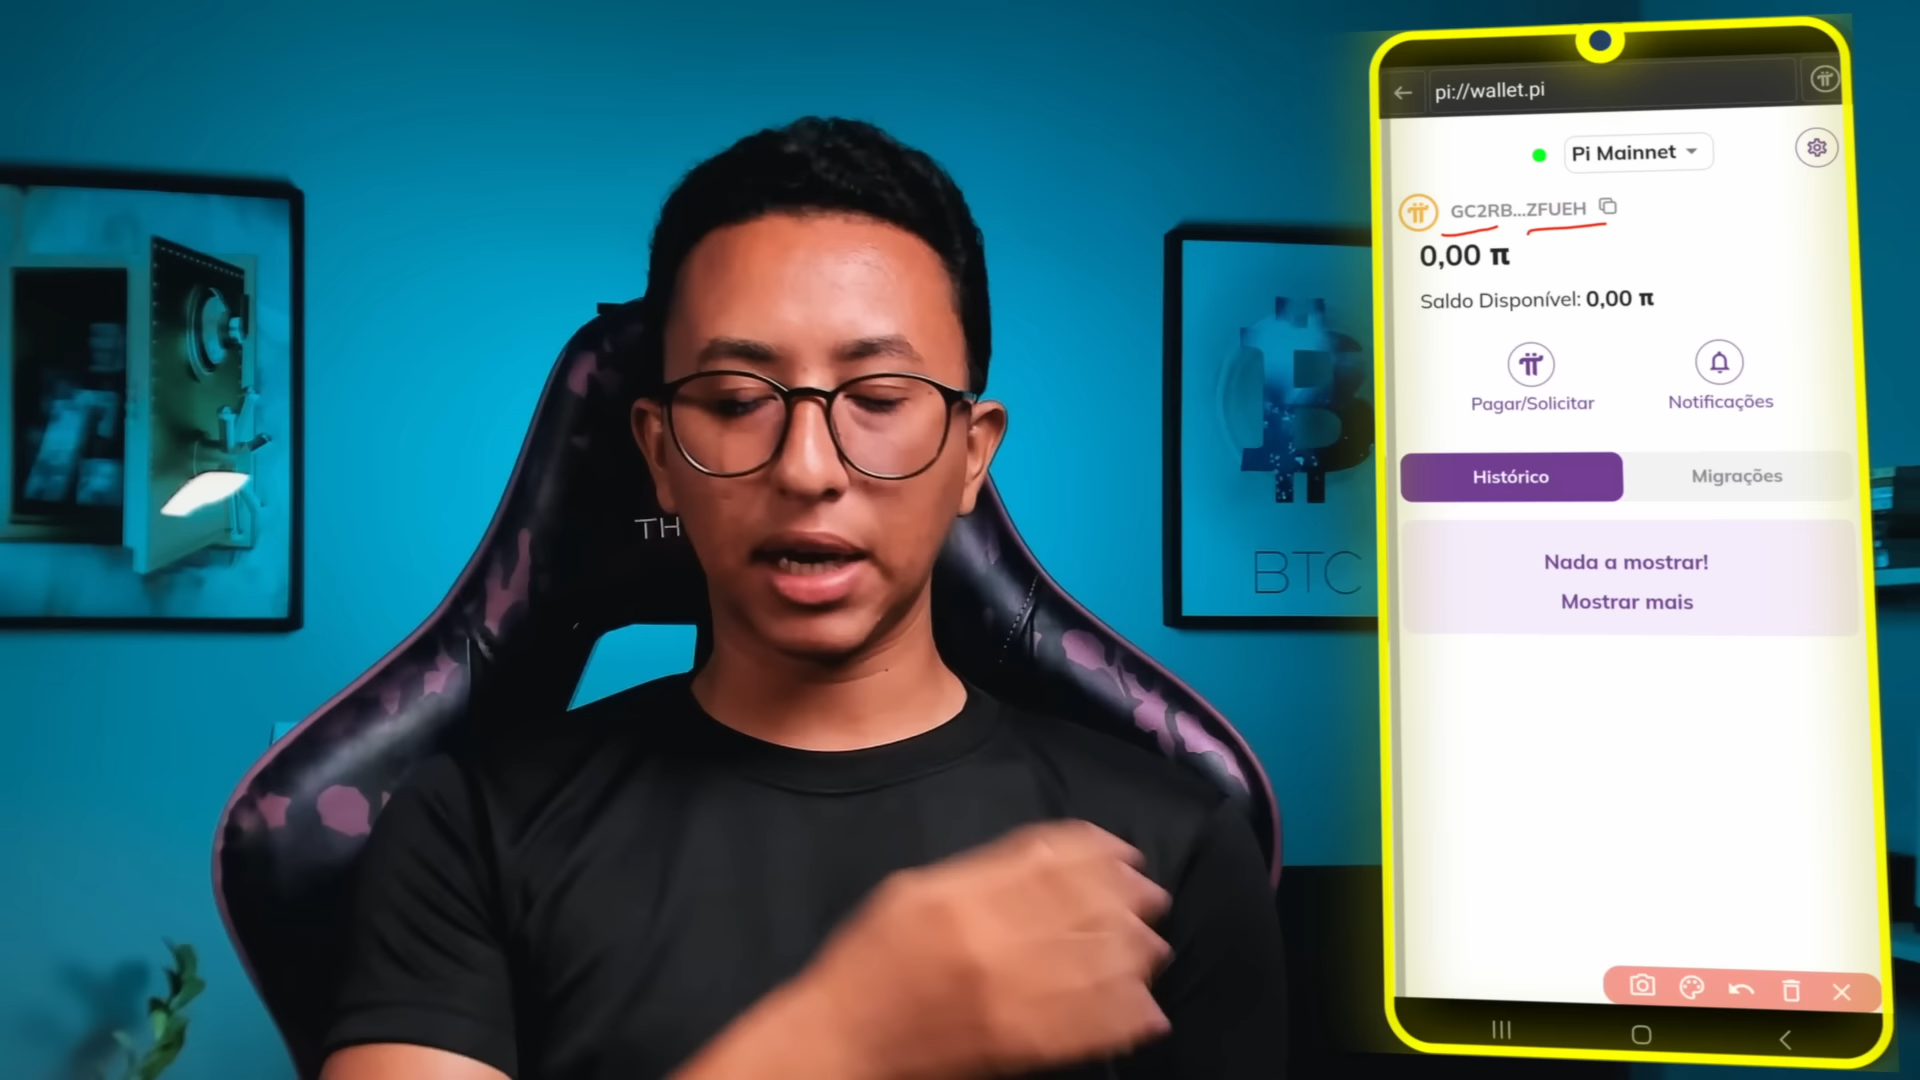 pi://wallet.pi
Pi Mainnet
GC2RB...ZFUEH
0,00 π
Saldo Disponível: 0,00 π
Pagar/Solicitar
Notificações
Histórico
Migrações
Nada a mostrar!
Mostrar mais
TH
BTC